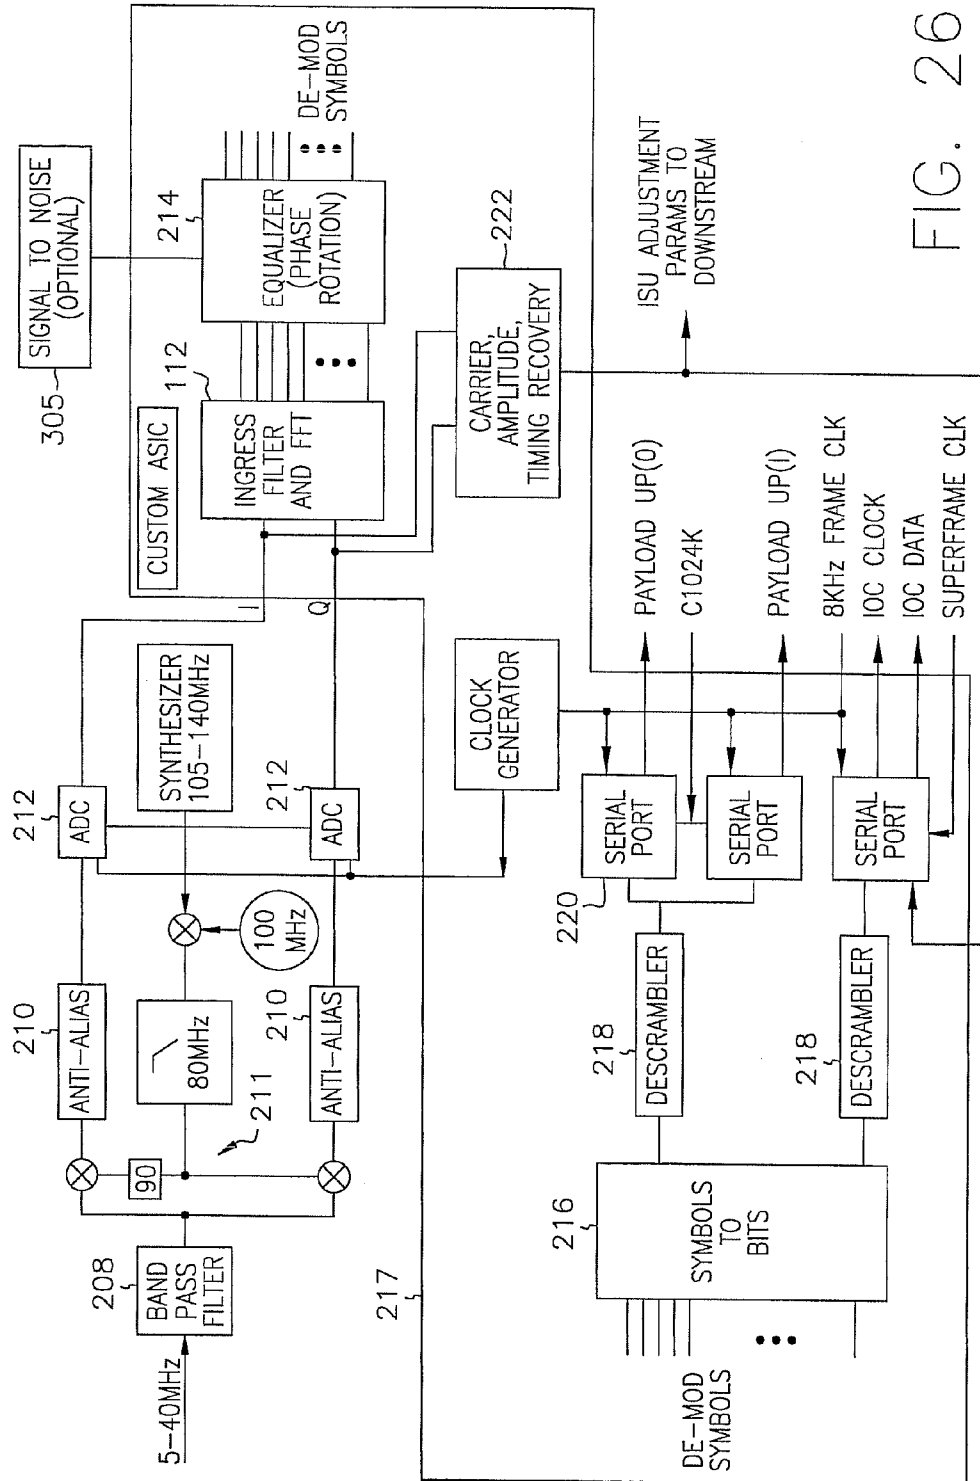 5-40MHz
208
BAND
PASS
FILTER
90
211
210
ANTI-ALIAS
80MHz
210
ANTI-ALIAS
100
MHz
212
ADC
212
ADC
SYNTHESIZER
105-140MHz
I
Q
305
SIGNAL TO NOISE
(OPTIONAL)
CUSTOM ASIC
112
INGRESS
FILTER
AND FFT
214
EQUALIZER
(PHASE
ROTATION)
DE-MOD
SYMBOLS
222
CARRIER,
AMPLITUDE,
TIMING RECOVERY
ISU ADJUSTMENT
PARAMS TO
DOWNSTREAM
217
DE-MOD
SYMBOLS
216
SYMBOLS
TO
BITS
218
DESCRAMBLER
218
DESCRAMBLER
220
SERIAL
PORT
SERIAL
PORT
SERIAL
PORT
CLOCK
GENERATOR
PAYLOAD UP(0)
C1024K
PAYLOAD UP(1)
8KHz FRAME CLK
IOC CLOCK
IOC DATA
SUPERFRAME CLK
FIG. 26